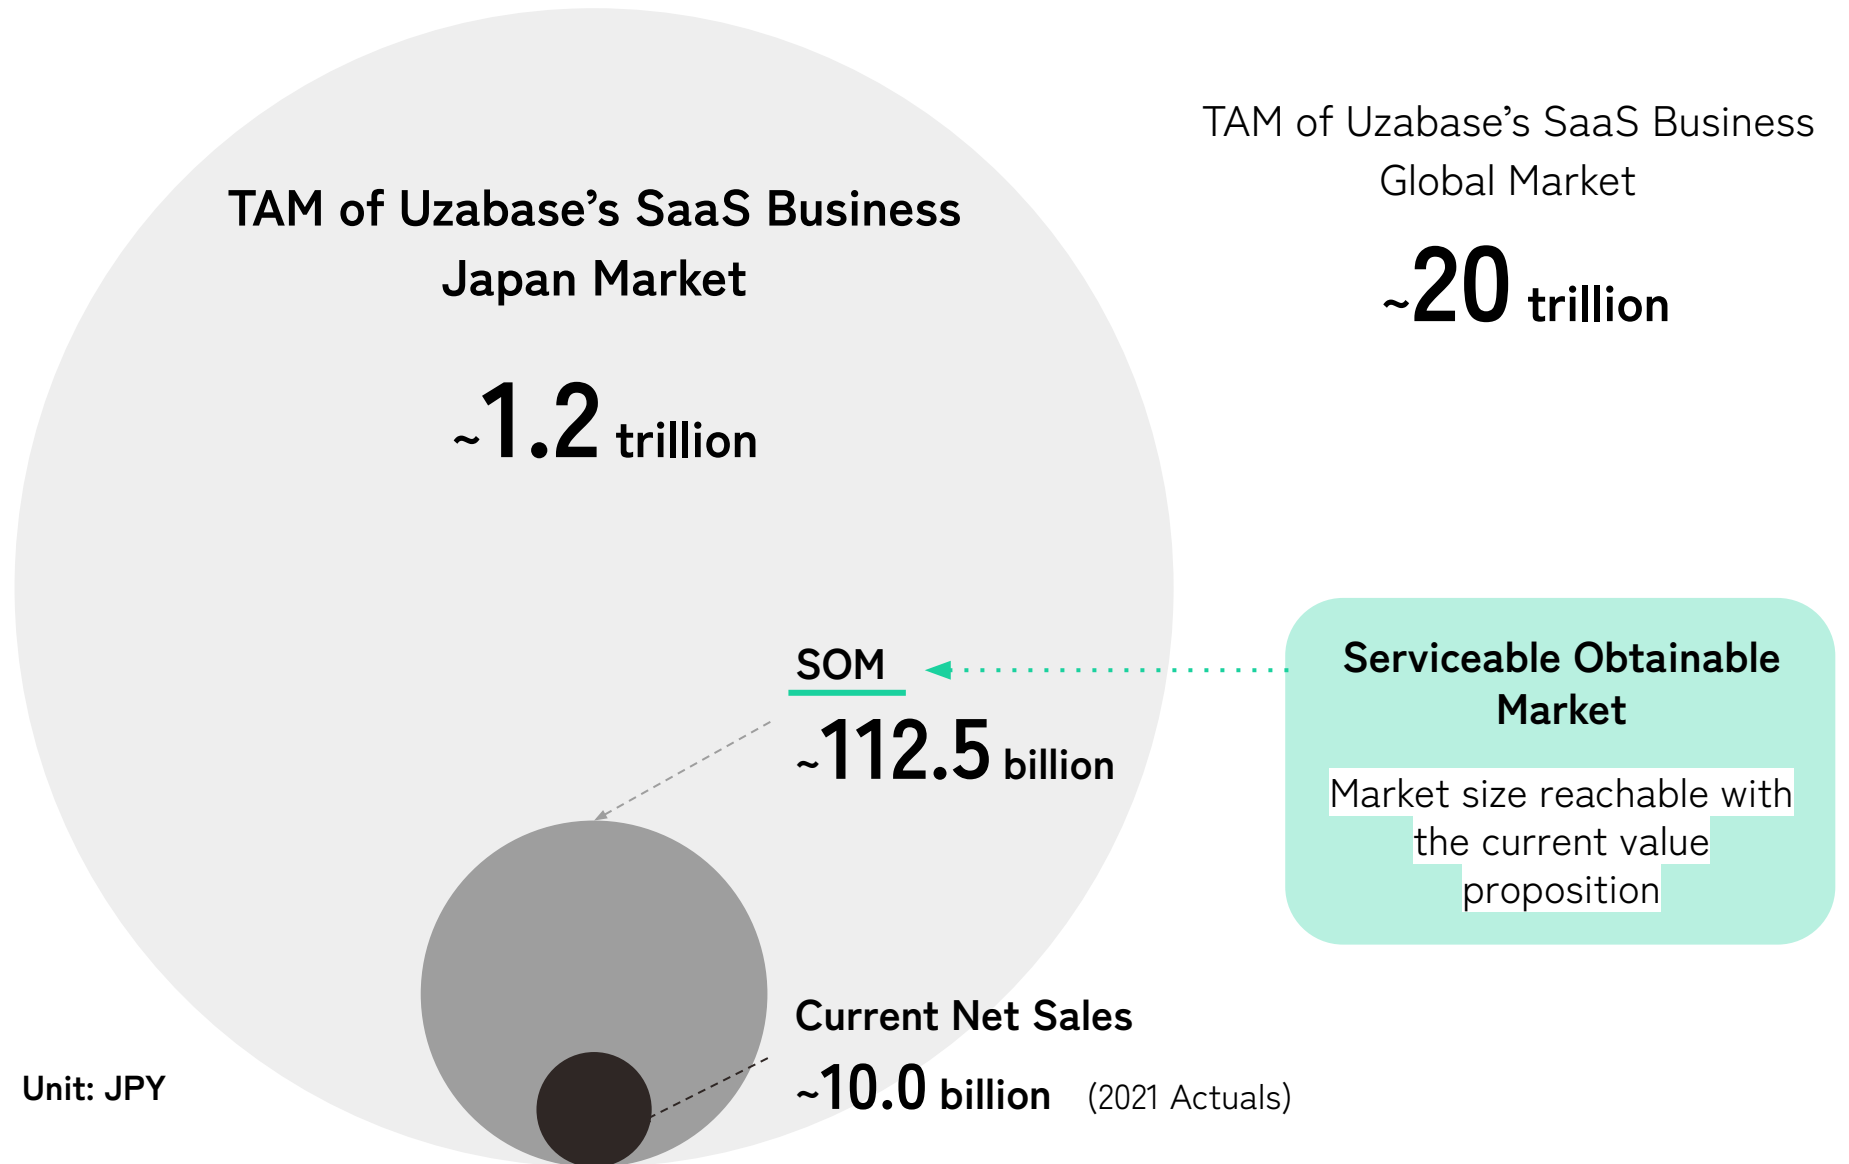 TAM of Uzabase’s SaaS Business
Japan Market
~1.2 trillion
TAM of Uzabase’s SaaS Business
Global Market
~20 trillion
SOM
~112.5 billion
Serviceable Obtainable
Market
Market size reachable with
the current value
proposition
Current Net Sales
~10.0 billion (2021 Actuals)
Unit: JPY